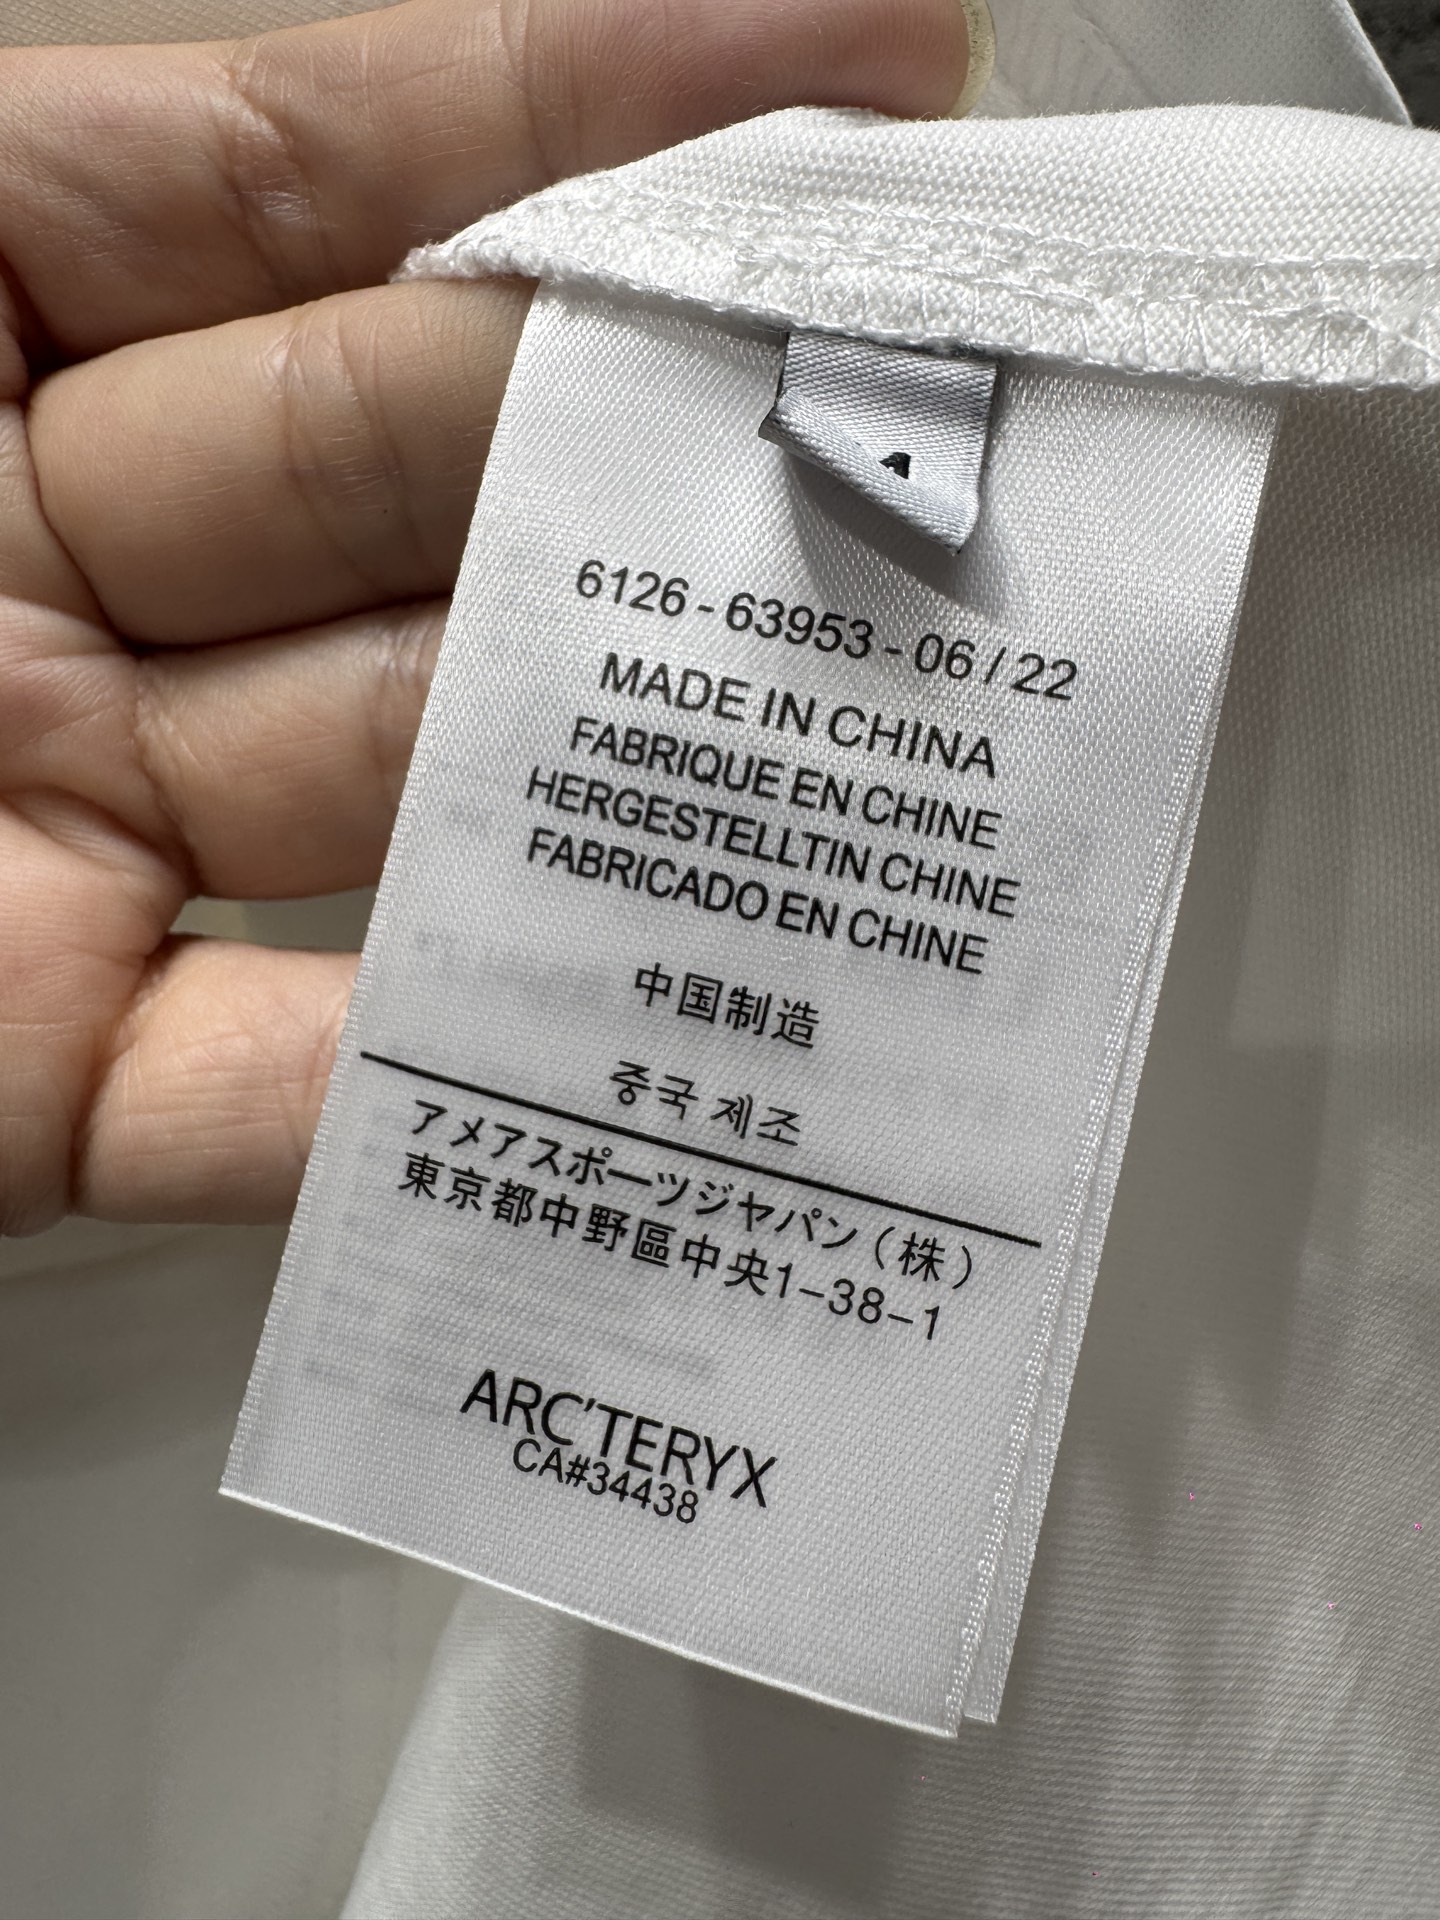 A
6126 - 63953 - 06 / 22
MADE IN CHINA
FABRIQUE EN CHINE
HERGESTELLTIN CHINE
FABRICADO EN CHINE
中国制造
중국 제조
アメアスポーツジャパン（株）
東京都中野區中央1-38-1
ARC'TERYX
CA#34438